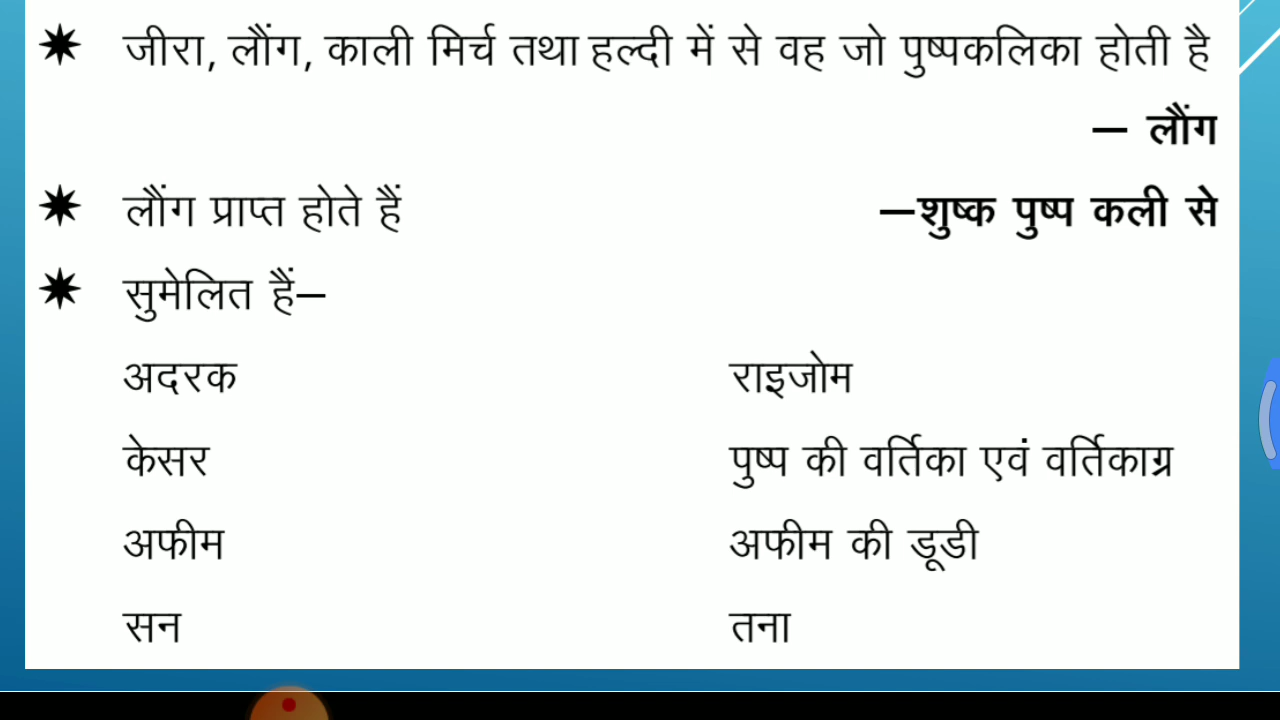 ✷ जीरा, लौंग, काली मिर्च तथा हल्दी में से वह जो पुष्पकलिका होती है
— लौंग
✷ लौंग प्राप्त होते हैं —शुष्क पुष्प कली से
✷ सुमेलित हैं—
अदरक राइजोम
केसर पुष्प की वर्तिका एवं वर्तिकाग्र
अफीम अफीम की डूडी
सन तना